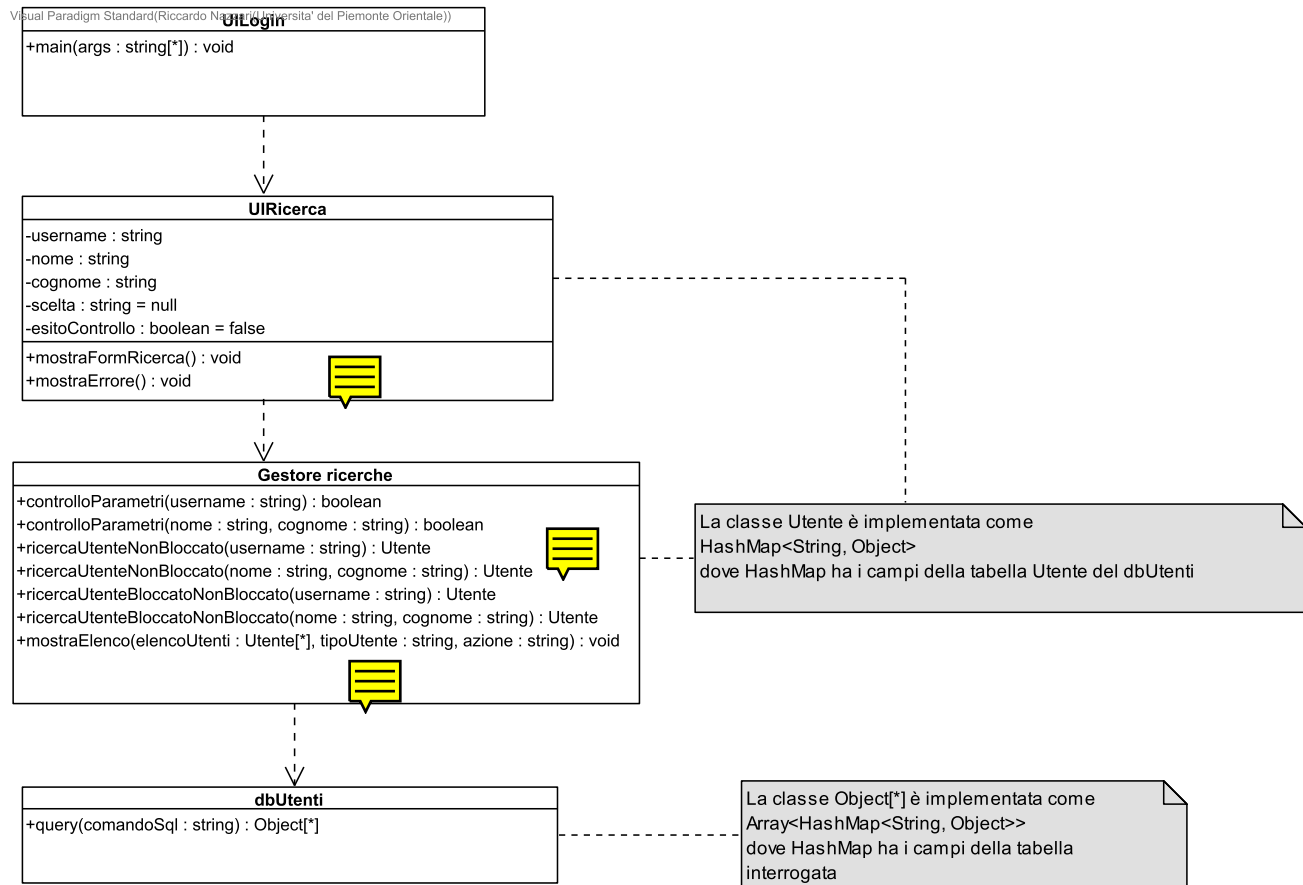 Visual Paradigm Standard(Riccardo Nazzari(Universita' del Piemonte Orientale))
UILogin
+main(args : string[*]) : void
UIRicerca
-username : string
-nome : string
-cognome : string
-scelta : string = null
-esitoControllo : boolean = false
+mostraFormRicerca() : void
+mostraErrore() : void
Gestore ricerche
+controlloParametri(username : string) : boolean
+controlloParametri(nome : string, cognome : string) : boolean
+ricercaUtenteNonBloccato(username : string) : Utente
+ricercaUtenteNonBloccato(nome : string, cognome : string) : Utente
+ricercaUtenteBloccatoNonBloccato(username : string) : Utente
+ricercaUtenteBloccatoNonBloccato(nome : string, cognome : string) : Utente
+mostraElenco(elencoUtenti : Utente[*], tipoUtente : string, azione : string) : void
La classe Utente è implementata come
HashMap<String, Object>
dove HashMap ha i campi della tabella Utente del dbUtenti
dbUtenti
+query(comandoSql : string) : Object[*]
La classe Object[*] è implementata come
Array<HashMap<String, Object>>
dove HashMap ha i campi della tabella
interrogata